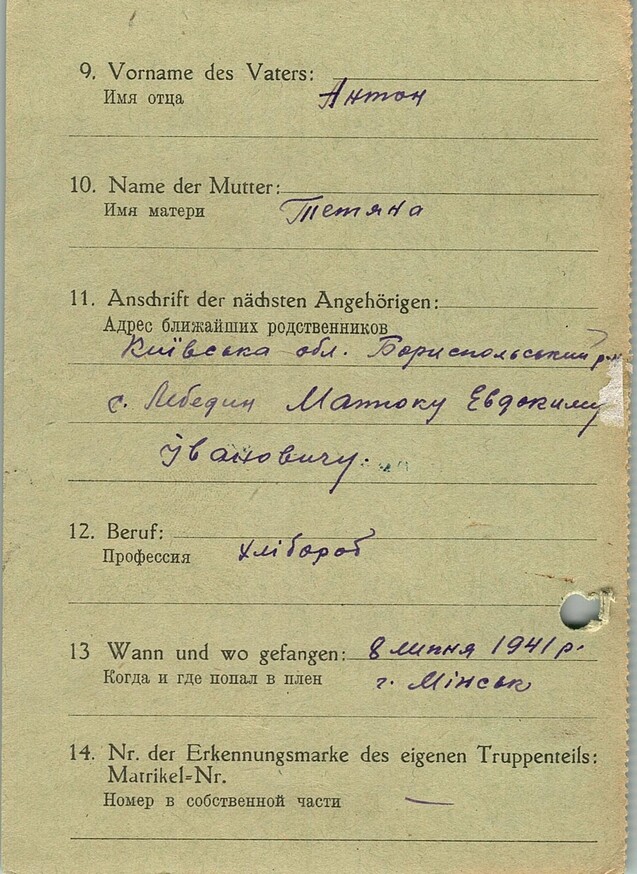 9. Vorname des Vaters:
Имя отца Антон
10. Name der Mutter:
Имя матери Тетяна
11. Anschrift der nächsten Angehörigen:
Адрес ближайших родственников
Київська обл. Бориспольський р-н
с. Лебедин Матюку Евдокиму
Івановичу.
12. Beruf:
Профессия Хлібороб
13 Wann und wo gefangen: 8 липня 1941 р.
Когда и где попал в плен г. Мінськ
14. Nr. der Erkennungsmarke des eigenen Truppenteils:
Matrikel=Nr.
Номер в собственной части —